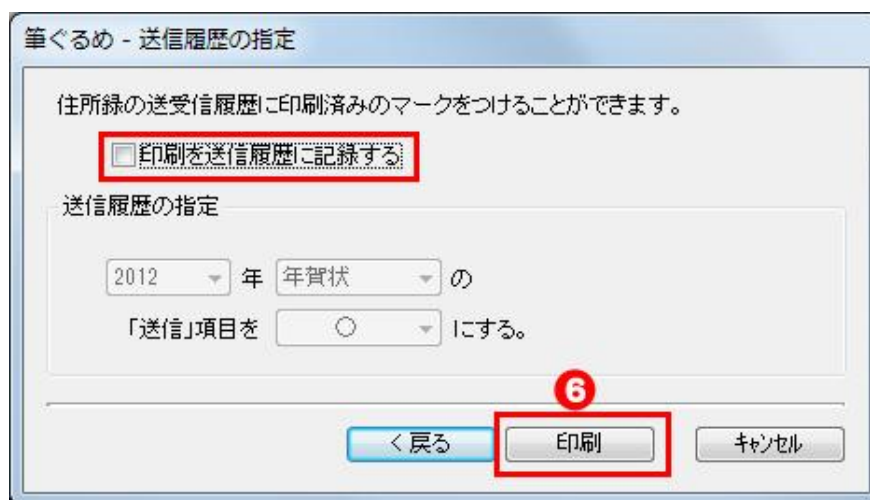 筆ぐるめ - 送信履歴の指定
住所録の送受信履歴に印刷済みのマークをつけることができます。
印刷を送信履歴に記録する
送信履歴の指定
2012 年 年賀状 の
「送信」項目を ○ にする。
6
< 戻る 印刷 キャンセル